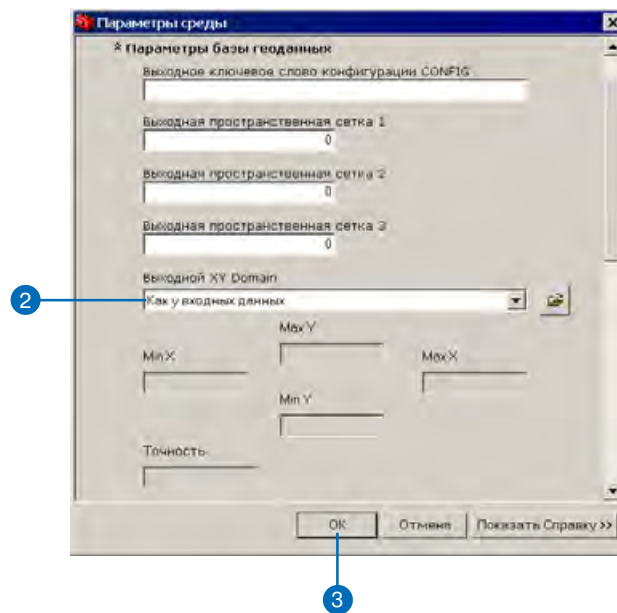 Параметры среды
Параметры базы геоданных
Выходное ключевое слово конфигурации CONFIG
Выходная пространственная сетка 1
0
Выходная пространственная сетка 2
0
Выходная пространственная сетка 3
0
Выходной XY Domain
2
Как у входных данных
Max Y
Min X
Max X
Min Y
Точность
OK
Отмена
Показать Справку >>
3